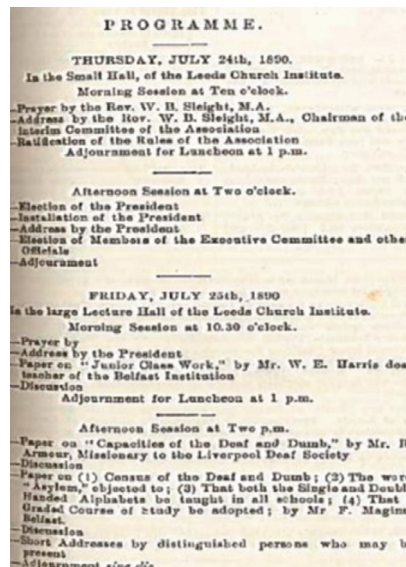 PROGRAMME.
THURSDAY, JULY 24th, 1890.
In the Small Hall, of the Leeds Church Institute.
Morning Session at Ten o'clock.
—Prayer by the Rev. W. B. Sleight, M.A.
—Address by the Rev. W. B. Sleight, M.A., Chairman of the
Interim Committee of the Association
—Ratification of the Rules of the Association
Adjournment for Luncheon at 1 p.m.
Afternoon Session at Two o'clock.
—Election of the President
—Installation of the President
—Address by the President
—Election of Members of the Executive Committee and othe
Officials
—Adjournment
FRIDAY, JULY 25th, 1890
In the large Lecture Hall of the Leeds Church Institute.
Morning Session at 10.30 o'clock.
—Prayer by
—Address by the President
—Paper on "Junior Class Work," by Mr. W. E. Harris dea
teacher of the Belfast Institution
—Discussion
Adjournment for Luncheon at 1 p.m.
Afternoon Session at Two p.m.
—Paper on "Capacities of the Deaf and Dumb," by Mr.
Armour, Missionary to the Liverpool Deaf Society
—Discussion
—Paper on (1) Census of the Deaf and Dumb; (2) The wor
"Asylum," objected to; (3) That both the Single and Doubl
Handed Alphabets be taught in all schools; (4) That
Graded Course of study be adopted; by Mr F. Maginn
Belfast.
—Discussion
—Short Addresses by distinguished persons who may b
present
—Adjournment sine die